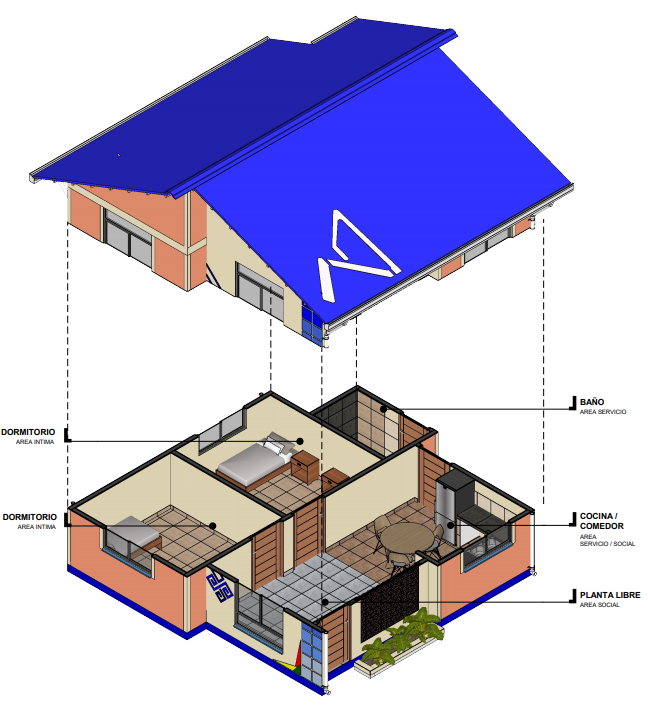 BAÑO
AREA SERVICIO
DORMITORIO
AREA INTIMA
DORMITORIO
AREA INTIMA
COCINA /
COMEDOR
AREA
SERVICIO / SOCIAL
PLANTA LIBRE
AREA SOCIAL